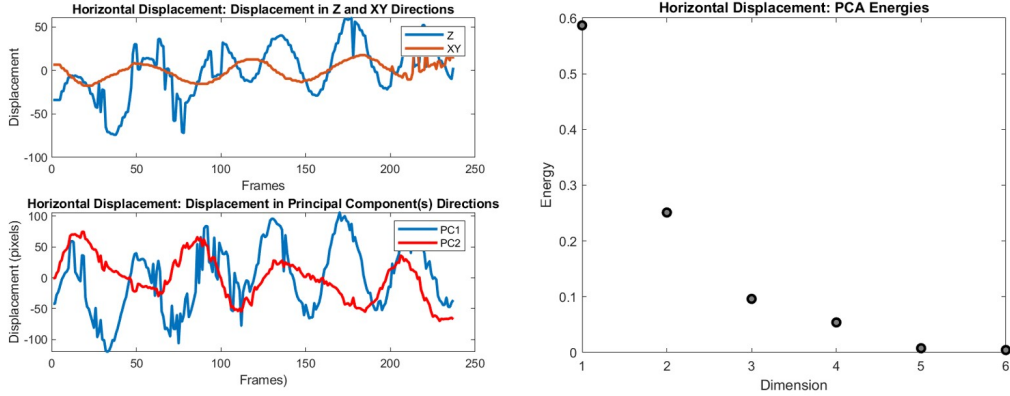 Horizontal Displacement: Displacement in Z and XY Directions
50
0
-50
-100
Displacement
Z
XY
0 50 100 150 200 250
Frames
Horizontal Displacement: Displacement in Principal Component(s) Directions
100
50
0
-50
-100
Displacement (pixels)
PC1
PC2
0 50 100 150 200 250
Frames)
Horizontal Displacement: PCA Energies
0.6
0.5
0.4
0.3
0.2
0.1
0
Energy
1 2 3 4 5 6
Dimension